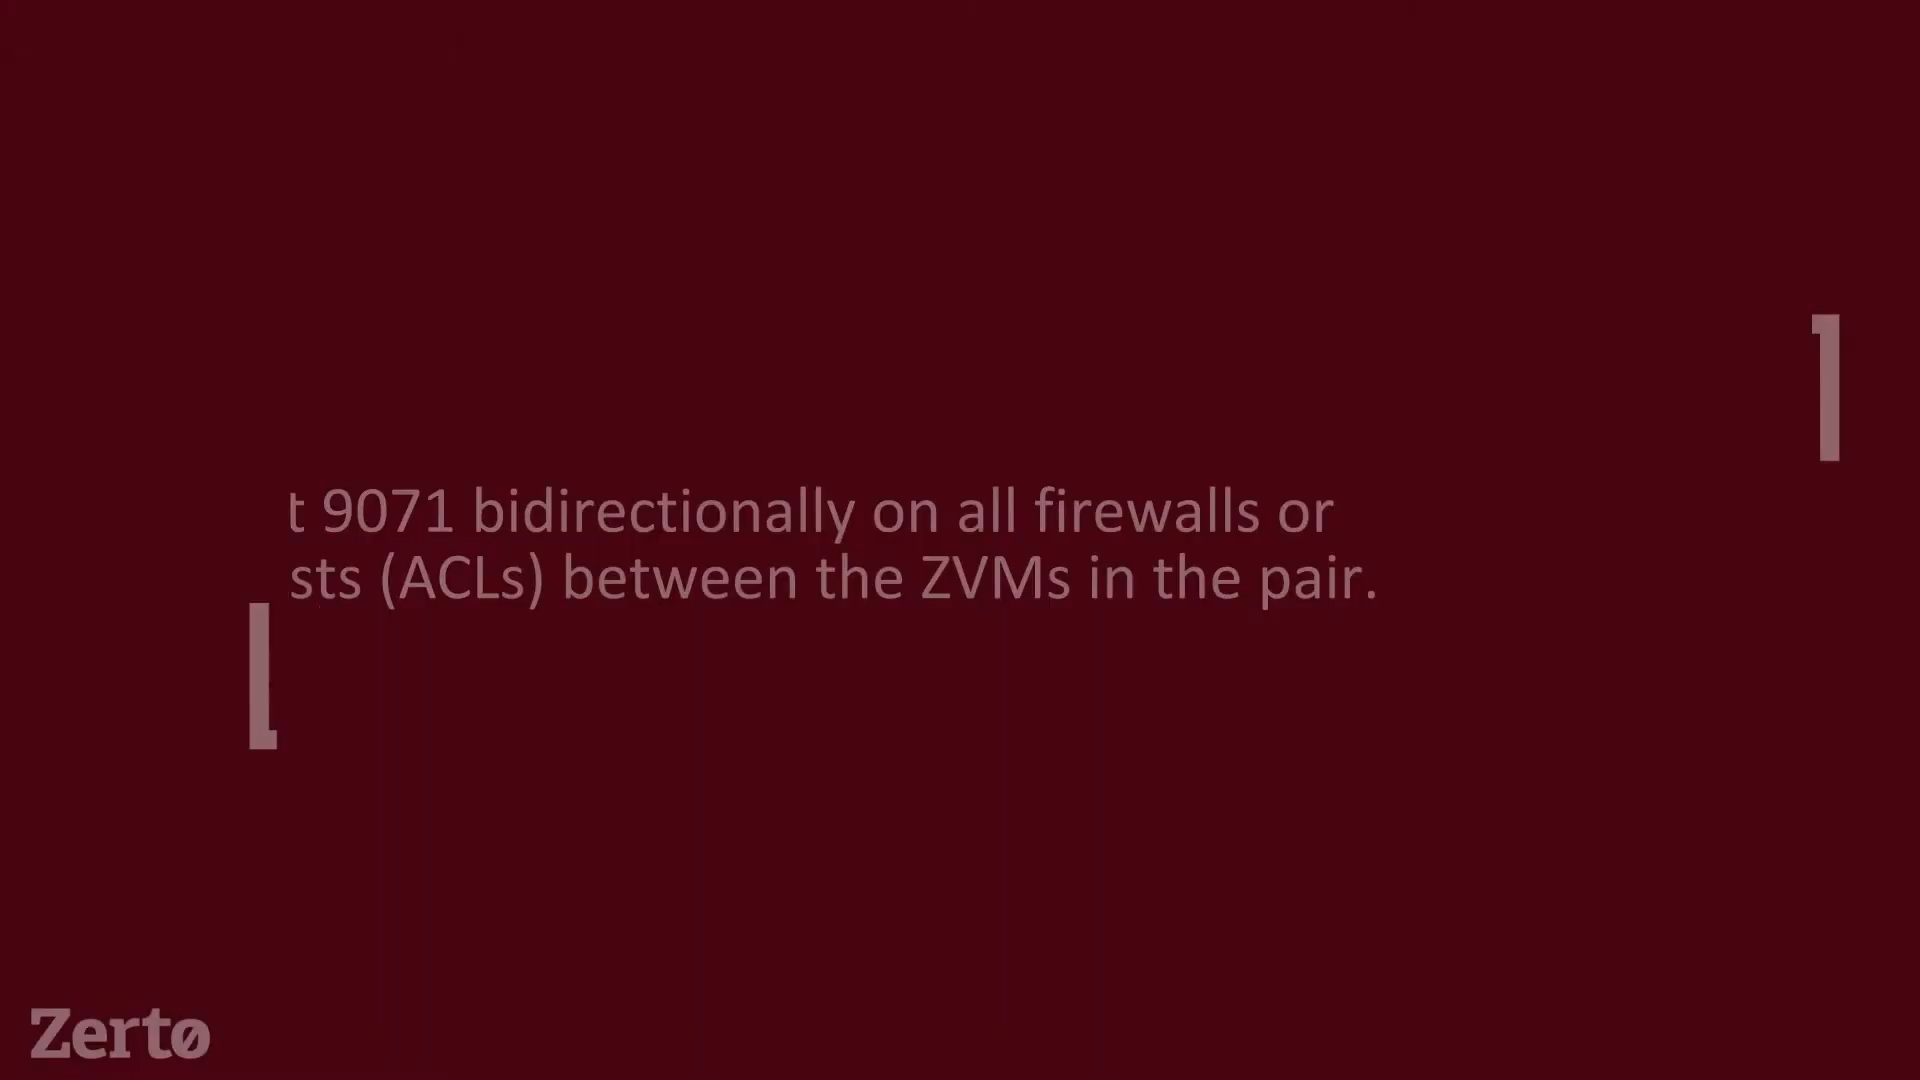 t 9071 bidirectionally on all firewalls or
sts (ACLs) between the ZVMs in the pair.
Zertø